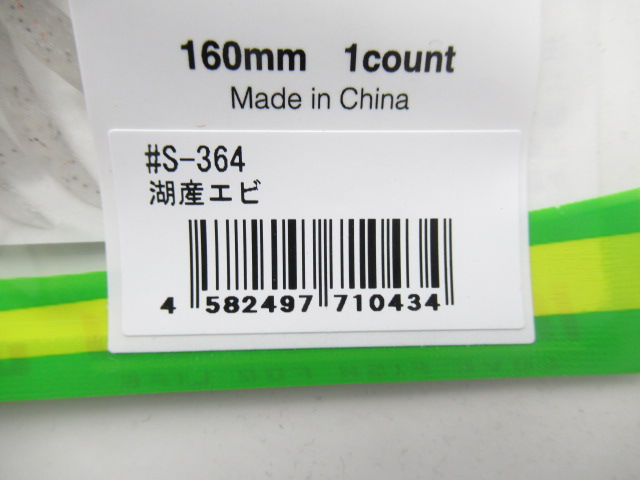 160mm 1count
Made in China
#S-364
湖産エビ
4 582497 710434